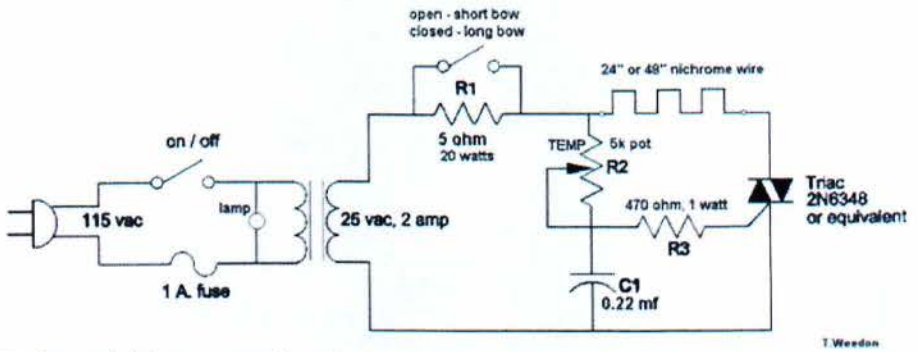 open - short bow
closed - long bow
R1
5 ohm
20 watts
24" or 48" nichrome wire
on / off
TEMP
5k pot
R2
Triac
2N6348
or equivalent
115 vac
lamp
25 vac, 2 amp
470 ohm, 1 watt
R3
1 A. fuse
C1
0.22 mf
T.Weedon